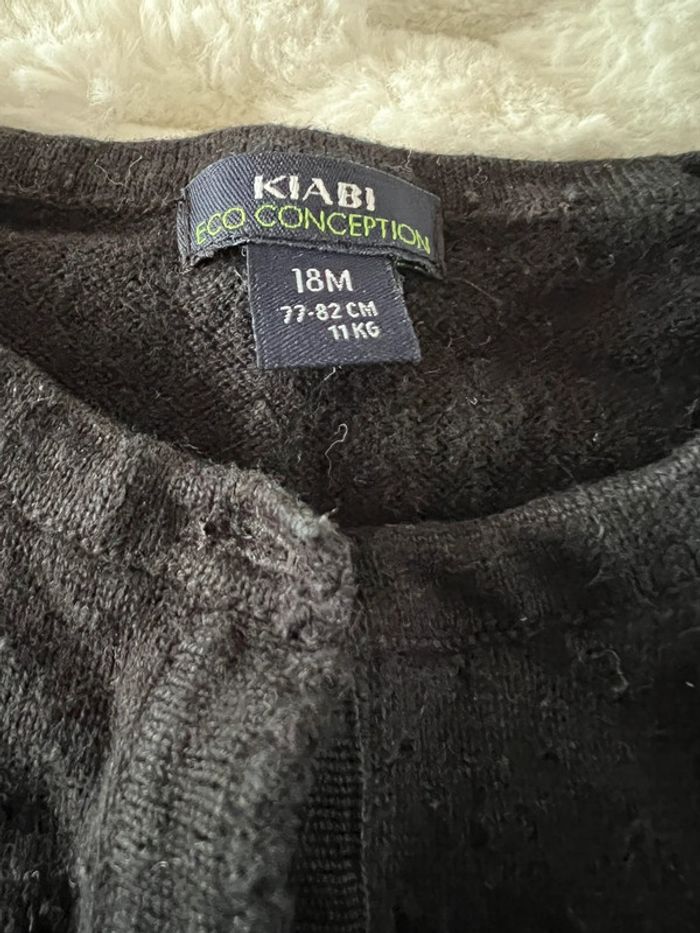 KIABI
ECO CONCEPTION
18M
77-82 CM
11 KG